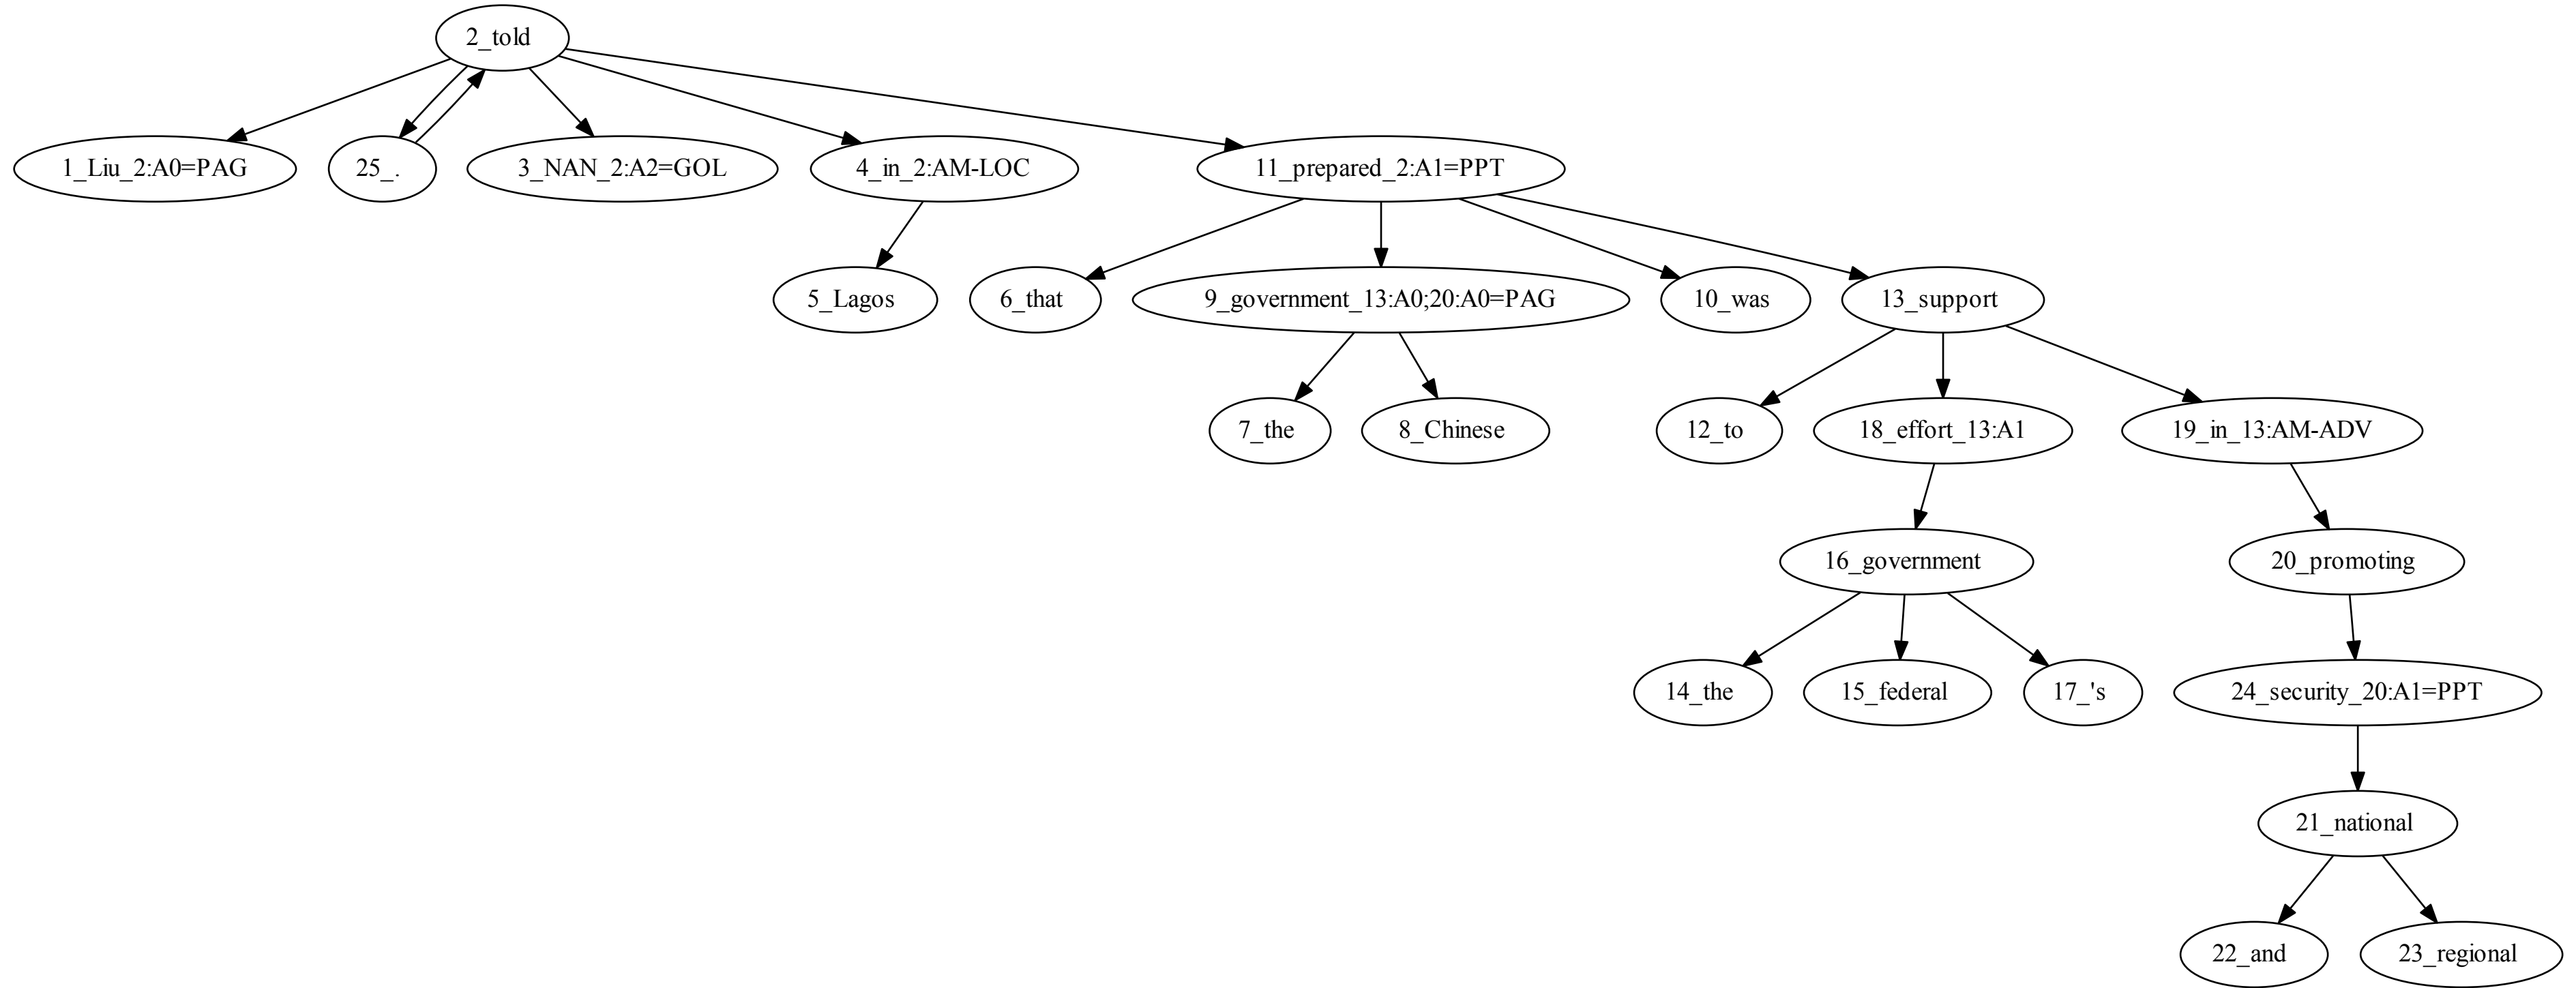 2_told
1_Liu_2:A0=PAG
25_.
3_NAN_2:A2=GOL
4_in_2:AM-LOC
11_prepared_2:A1=PPT
5_Lagos
6_that
9_government_13:A0;20:A0=PAG
10_was
13_support
7_the
8_Chinese
12_to
18_effort_13:A1
19_in_13:AM-ADV
16_government
20_promoting
14_the
15_federal
17_'s
24_security_20:A1=PPT
21_national
22_and
23_regional